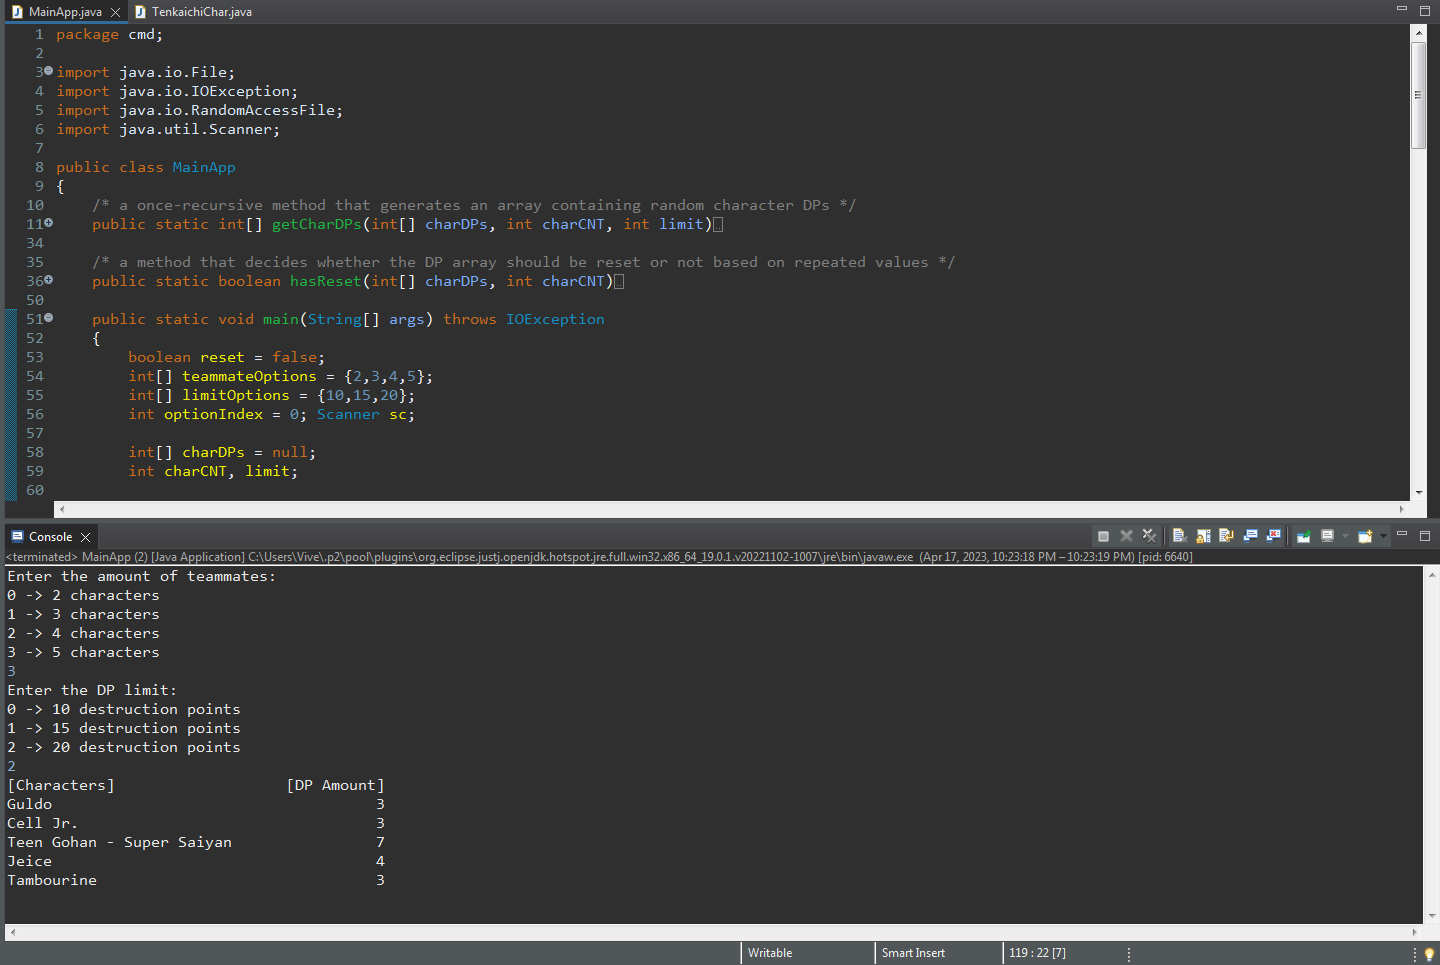 MainApp.java TenkaichiChar.java
1 package cmd;
2
3 import java.io.File;
4 import java.io.IOException;
5 import java.io.RandomAccessFile;
6 import java.util.Scanner;
7
8 public class MainApp
9 {
10 /* a once-recursive method that generates an array containing random character DPs */
11 public static int[] getCharDPs(int[] charDPs, int charCNT, int limit)
34
35 /* a method that decides whether the DP array should be reset or not based on repeated values */
36 public static boolean hasReset(int[] charDPs, int charCNT)
50
51 public static void main(String[] args) throws IOException
52 {
53 boolean reset = false;
54 int[] teammateOptions = {2,3,4,5};
55 int[] limitOptions = {10,15,20};
56 int optionIndex = 0; Scanner sc;
57
58 int[] charDPs = null;
59 int charCNT, limit;
60
Console
<terminated> MainApp (2) [Java Application] C:\Users\Vive\.p2\pool\plugins\org.eclipse.justj.openjdk.hotspot.jre.full.win32.x86_64_19.0.1.v20221102-1007\jre\bin\javaw.exe (Apr 17, 2023, 10:23:18 PM – 10:23:19 PM) [pid: 6640]
Enter the amount of teammates:
0 -> 2 characters
1 -> 3 characters
2 -> 4 characters
3 -> 5 characters
3
Enter the DP limit:
0 -> 10 destruction points
1 -> 15 destruction points
2 -> 20 destruction points
2
[Characters] [DP Amount]
Guldo 3
Cell Jr. 3
Teen Gohan - Super Saiyan 7
Jeice 4
Tambourine 3
Writable Smart Insert 119 : 22 [7]